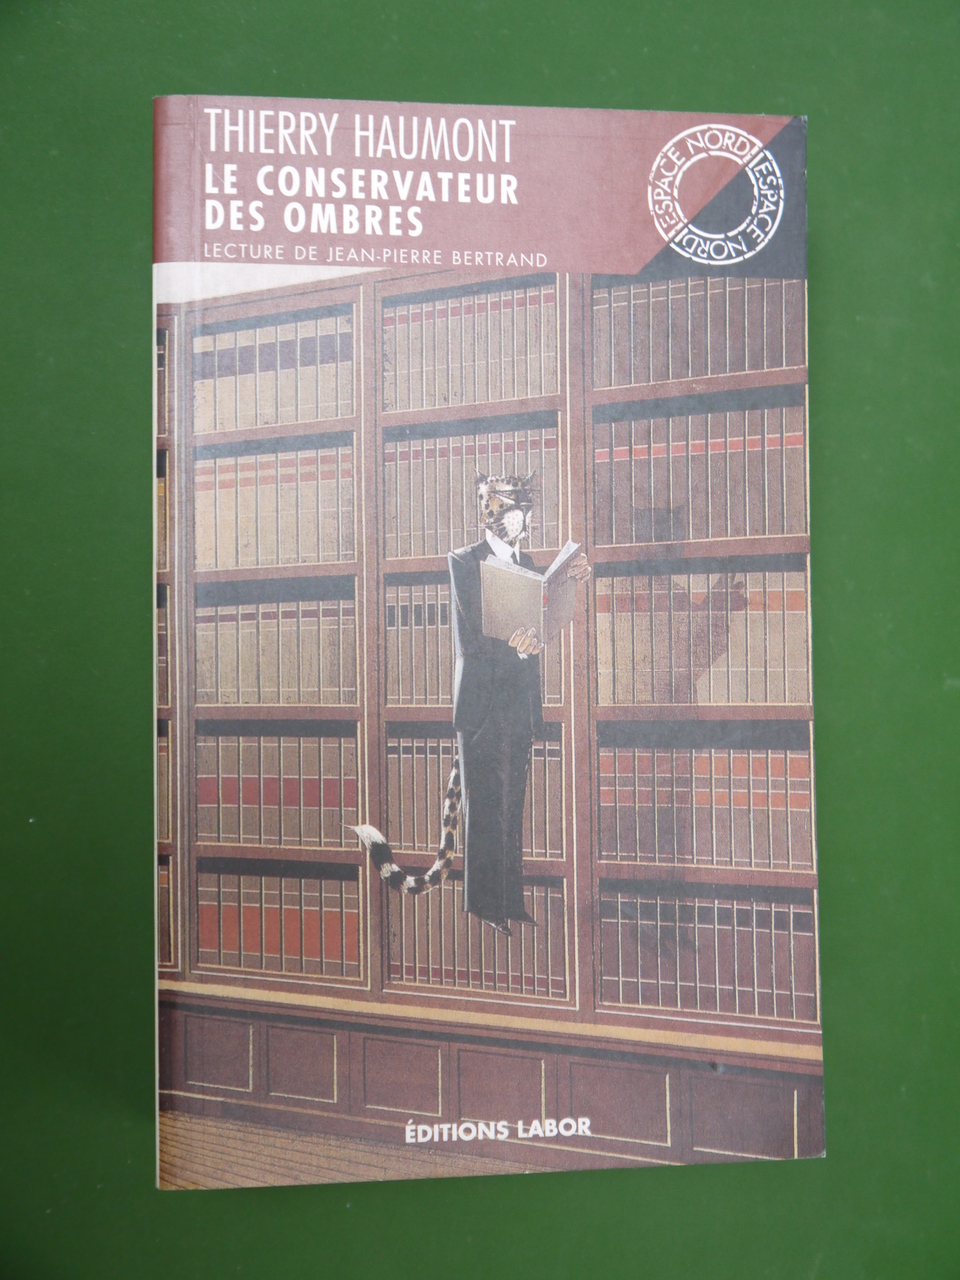 THIERRY HAUMONT
LE CONSERVATEUR
DES OMBRES
LECTURE DE JEAN-PIERRE BERTRAND
ESPACE NORD
ESPACE NORD
ÉDITIONS LABOR